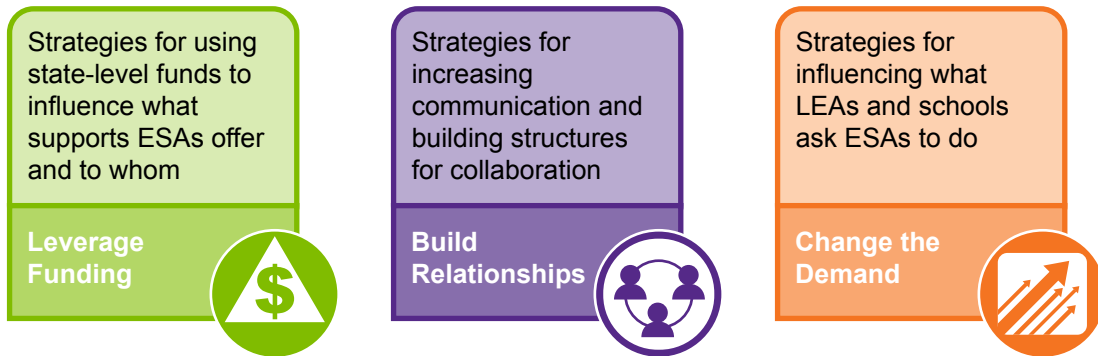 Strategies for using
state-level funds to
influence what
supports ESAs offer
and to whom
Leverage
Funding
$
Strategies for
increasing
communication and
building structures
for collaboration
Build
Relationships
Strategies for
influencing what
LEAs and schools
ask ESAs to do
Change the
Demand